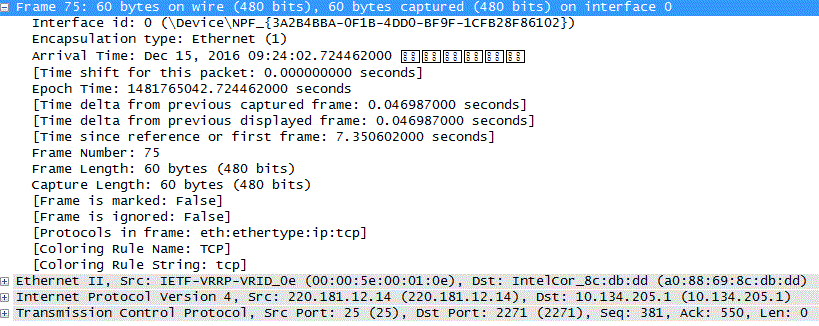 Frame 75: 60 bytes on wire (480 bits), 60 bytes captured (480 bits) on interface 0
Interface id: 0 (\Device\NPF_{3A2B4BBA-0F1B-4DD0-BF9F-1CFB28F86102})
Encapsulation type: Ethernet (1)
Arrival Time: Dec 15, 2016 09:24:02.724462000
[Time shift for this packet: 0.000000000 seconds]
Epoch Time: 1481765042.724462000 seconds
[Time delta from previous captured frame: 0.046987000 seconds]
[Time delta from previous displayed frame: 0.046987000 seconds]
[Time since reference or first frame: 7.350602000 seconds]
Frame Number: 75
Frame Length: 60 bytes (480 bits)
Capture Length: 60 bytes (480 bits)
[Frame is marked: False]
[Frame is ignored: False]
[Protocols in frame: eth:ethertype:ip:tcp]
[Coloring Rule Name: TCP]
[Coloring Rule String: tcp]
Ethernet II, Src: IETF-VRRP-VRID_0e (00:00:5e:00:01:0e), Dst: IntelCor_8c:db:dd (a0:88:69:8c:db:dd)
Internet Protocol Version 4, Src: 220.181.12.14 (220.181.12.14), Dst: 10.134.205.1 (10.134.205.1)
Transmission Control Protocol, Src Port: 25 (25), Dst Port: 2271 (2271), Seq: 381, Ack: 550, Len: 0